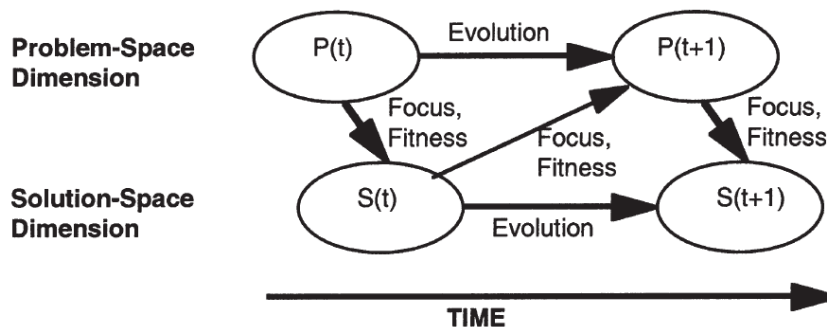 Problem-Space
Dimension
P(t)
Evolution
P(t+1)
Focus,
Fitness
Focus,
Fitness
Focus,
Fitness
Solution-Space
Dimension
S(t)
Evolution
S(t+1)
TIME